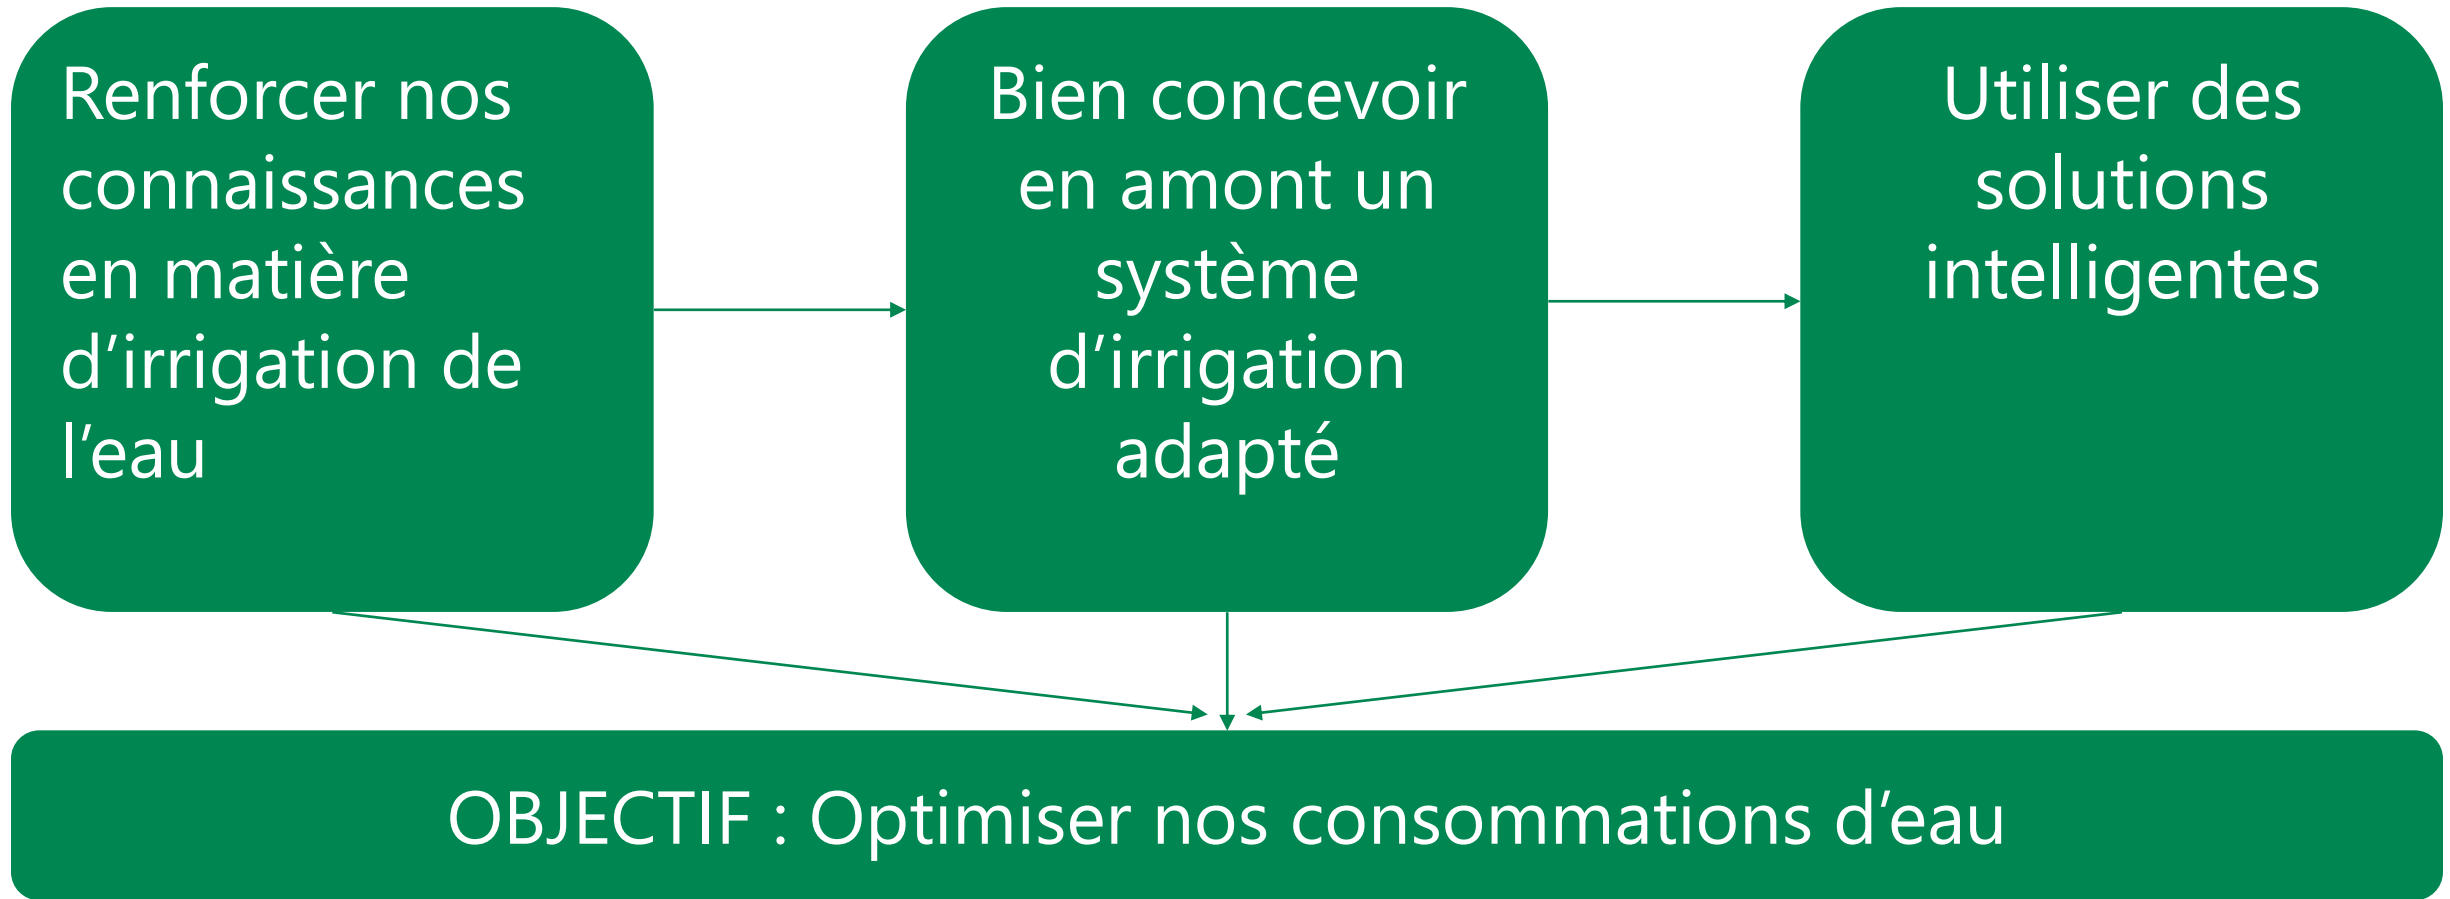 Renforcer nos
connaissances
en matière
d’irrigation de
l’eau
Bien concevoir
en amont un
système
d’irrigation
adapté
Utiliser des
solutions
intelligentes
OBJECTIF : Optimiser nos consommations d’eau